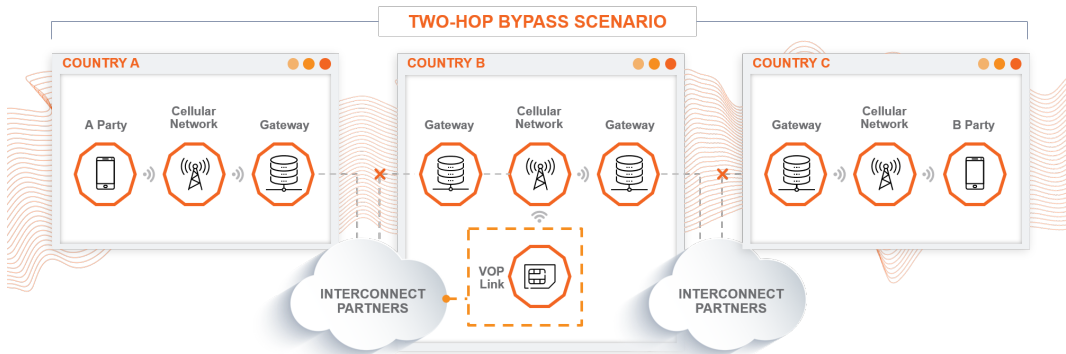 TWO-HOP BYPASS SCENARIO
COUNTRY A
A Party
Cellular
Network
Gateway
COUNTRY B
Gateway
Cellular
Network
Gateway
VOP
Link
COUNTRY C
Gateway
Cellular
Network
B Party
INTERCONNECT
PARTNERS
INTERCONNECT
PARTNERS